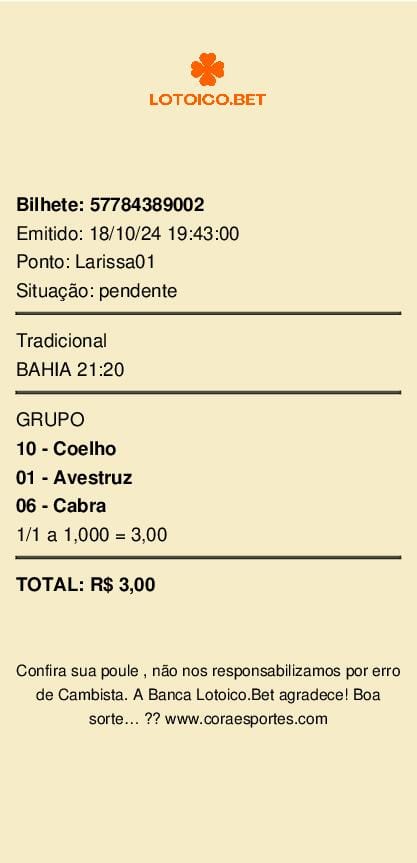 LOTOICO.BET
Bilhete: 57784389002
Emitido: 18/10/24 19:43:00
Ponto: Larissa01
Situação: pendente
Tradicional
BAHIA 21:20
GRUPO
10 - Coelho
01 - Avestruz
06 - Cabra
1/1 a 1,000 = 3,00
TOTAL: R$ 3,00
Confira sua poule , não nos responsabilizamos por erro
de Cambista. A Banca Lotoico.Bet agradece! Boa
sorte... ?? www.coraesportes.com